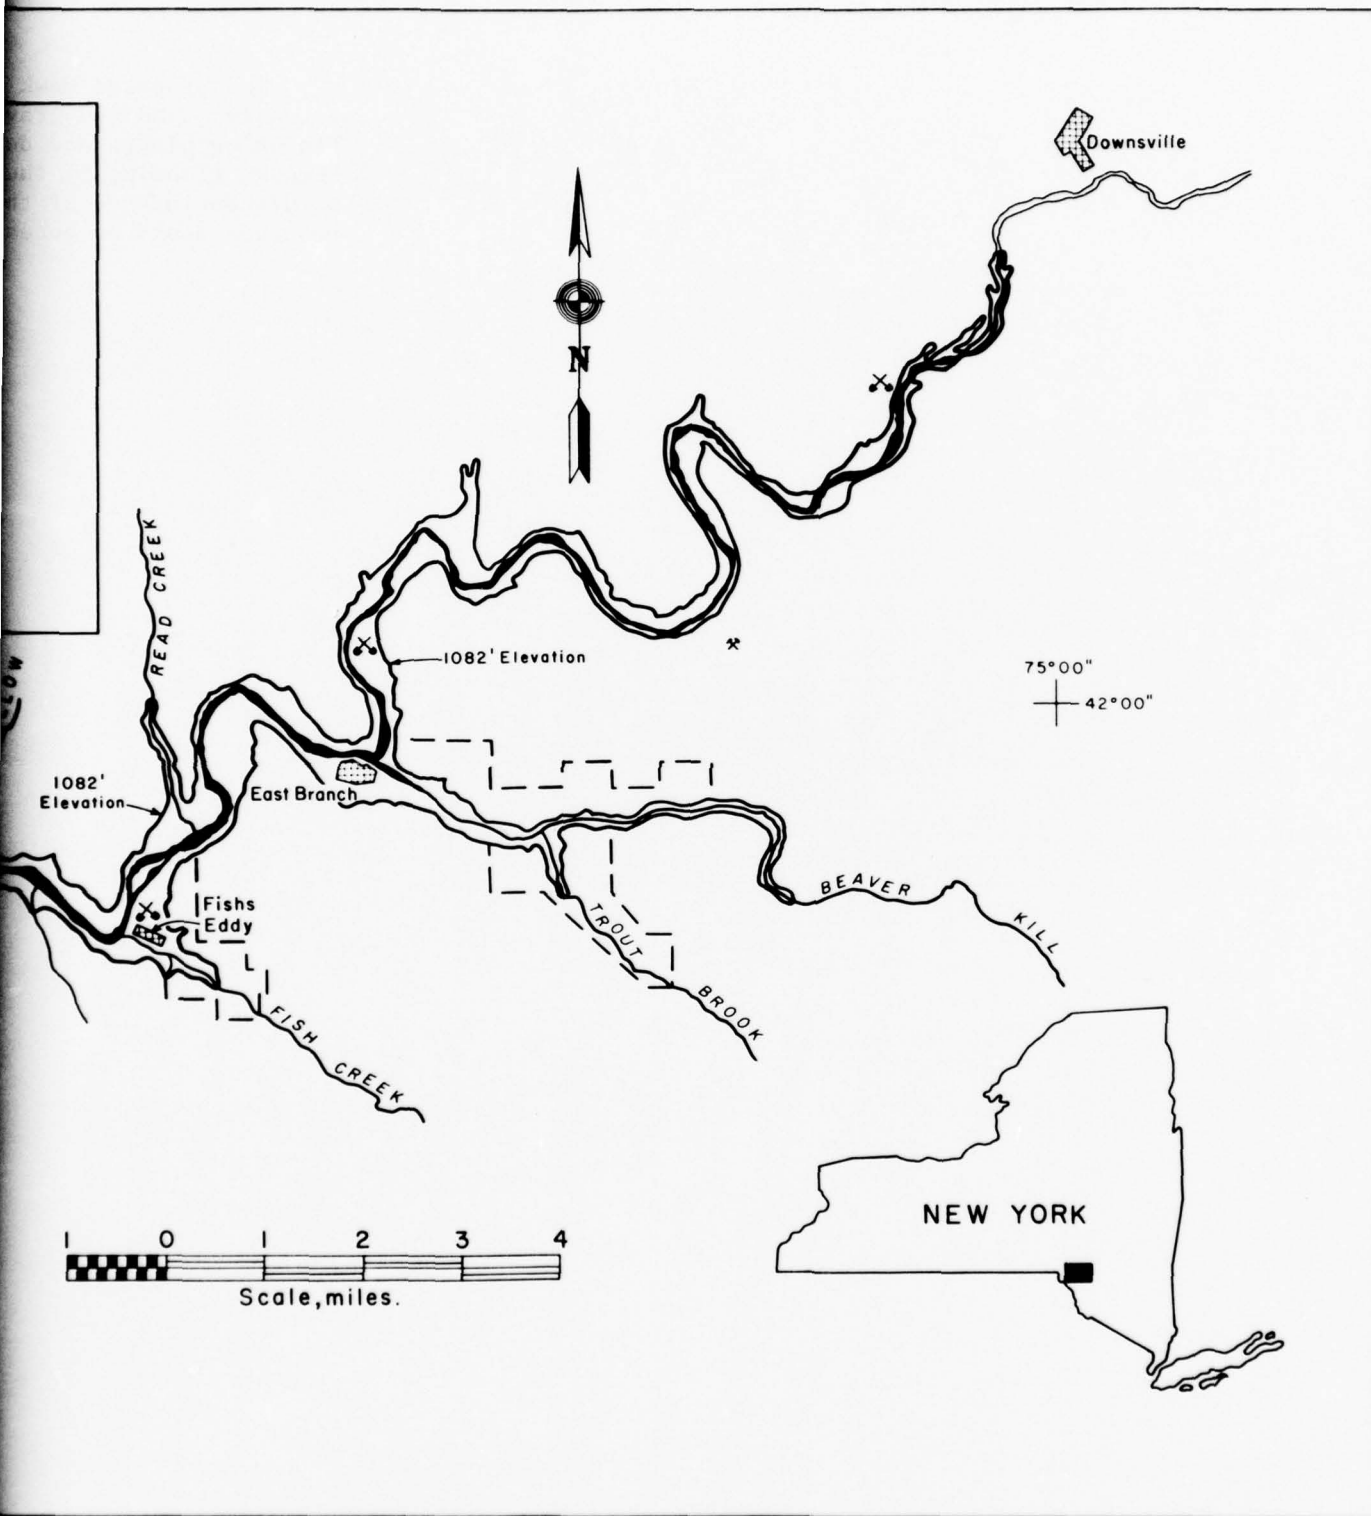 Downsville
N
READ CREEK
1082' Elevation
75°00"
42°00"
1082'
Elevation
East Branch
BEAVER KILL
Fishs
Eddy
TROUT BROOK
FISH CREEK
NEW YORK
1 0 1 2 3 4
Scale, miles.